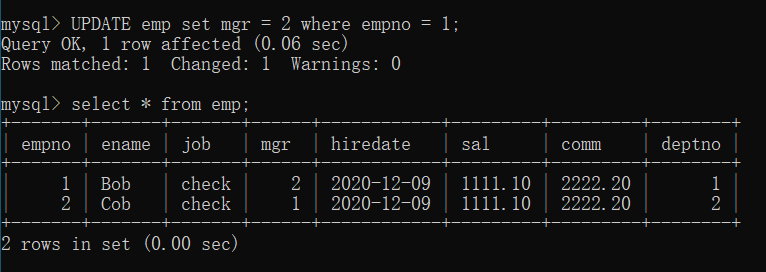 mysql> UPDATE emp set mgr = 2 where empno = 1;
Query OK, 1 row affected (0.06 sec)
Rows matched: 1  Changed: 1  Warnings: 0
mysql> select * from emp;
+-------+-------+-------+------+------------+---------+---------+--------+
| empno | ename | job   | mgr  | hiredate   | sal     | comm    | deptno |
+-------+-------+-------+------+------------+---------+---------+--------+
|     1 | Bob   | check |    2 | 2020-12-09 | 1111.10 | 2222.20 |      1 |
|     2 | Cob   | check |    1 | 2020-12-09 | 1111.10 | 2222.20 |      2 |
+-------+-------+-------+------+------------+---------+---------+--------+
2 rows in set (0.00 sec)